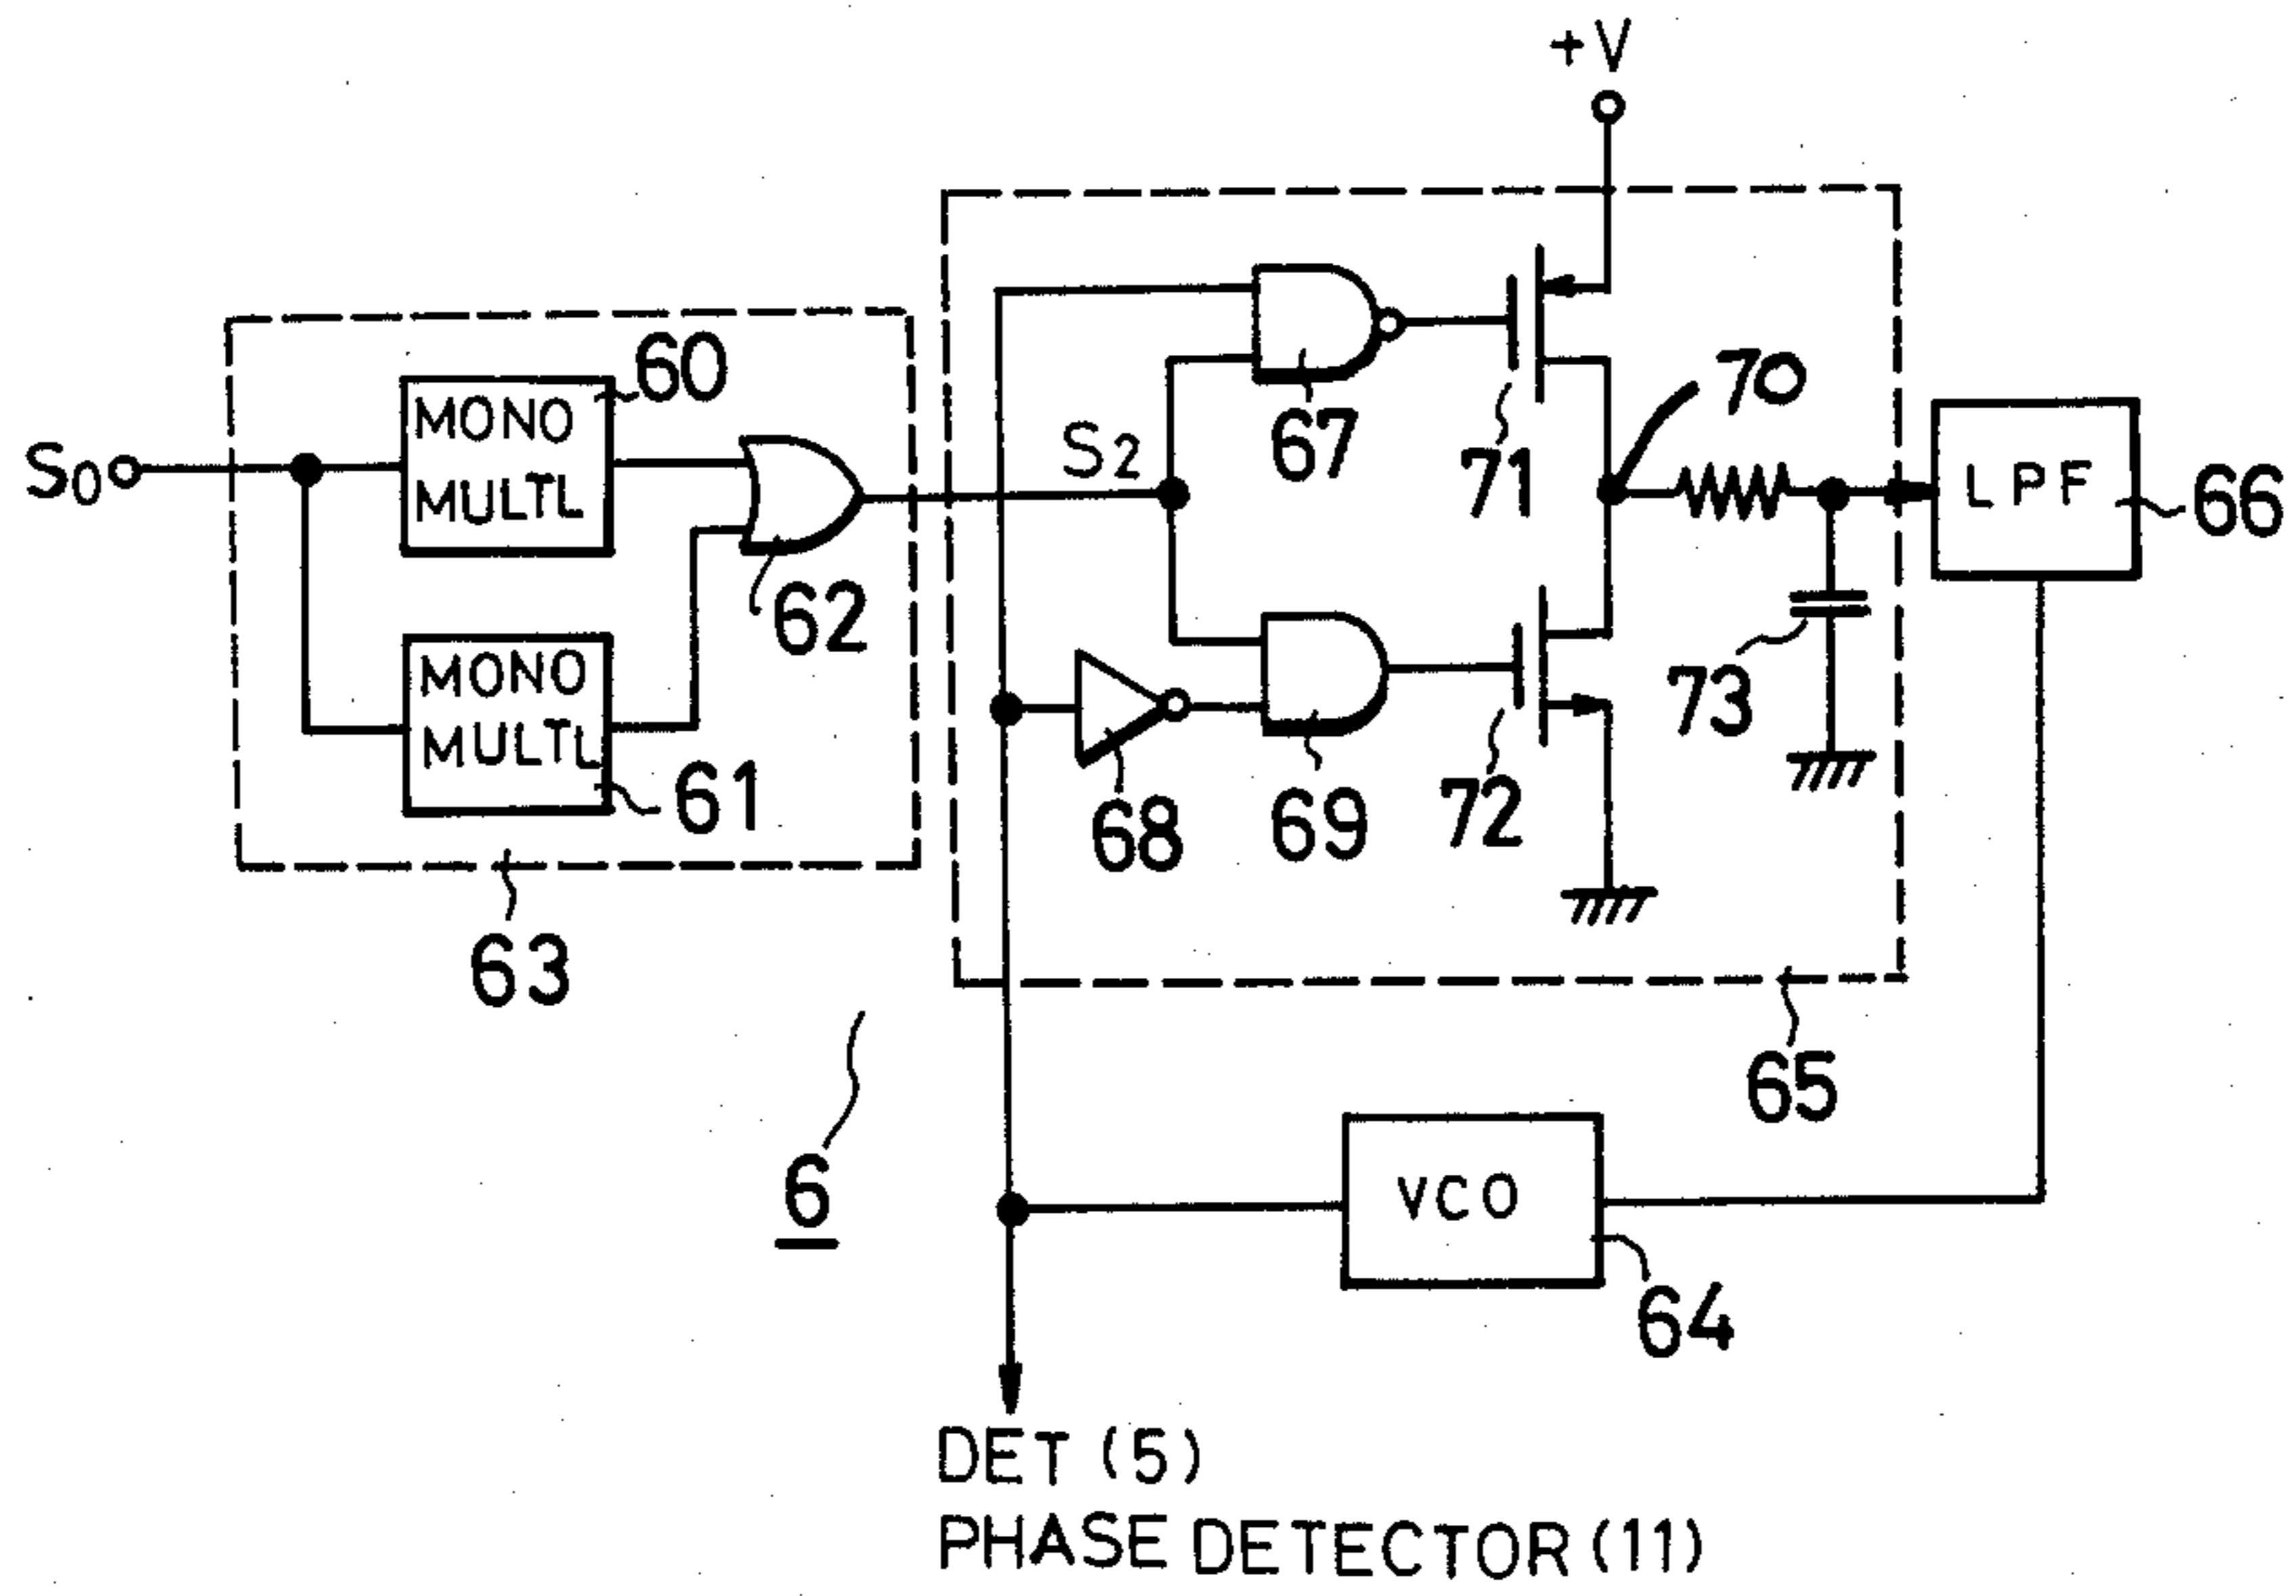 +V
60
MONO
MULTL
S0
62
MONO
MULTL
61
63
S2
67
71
70
LPF
66
68
69
72
73
65
6
VCO
64
DET (5)
PHASE DETECTOR (11)